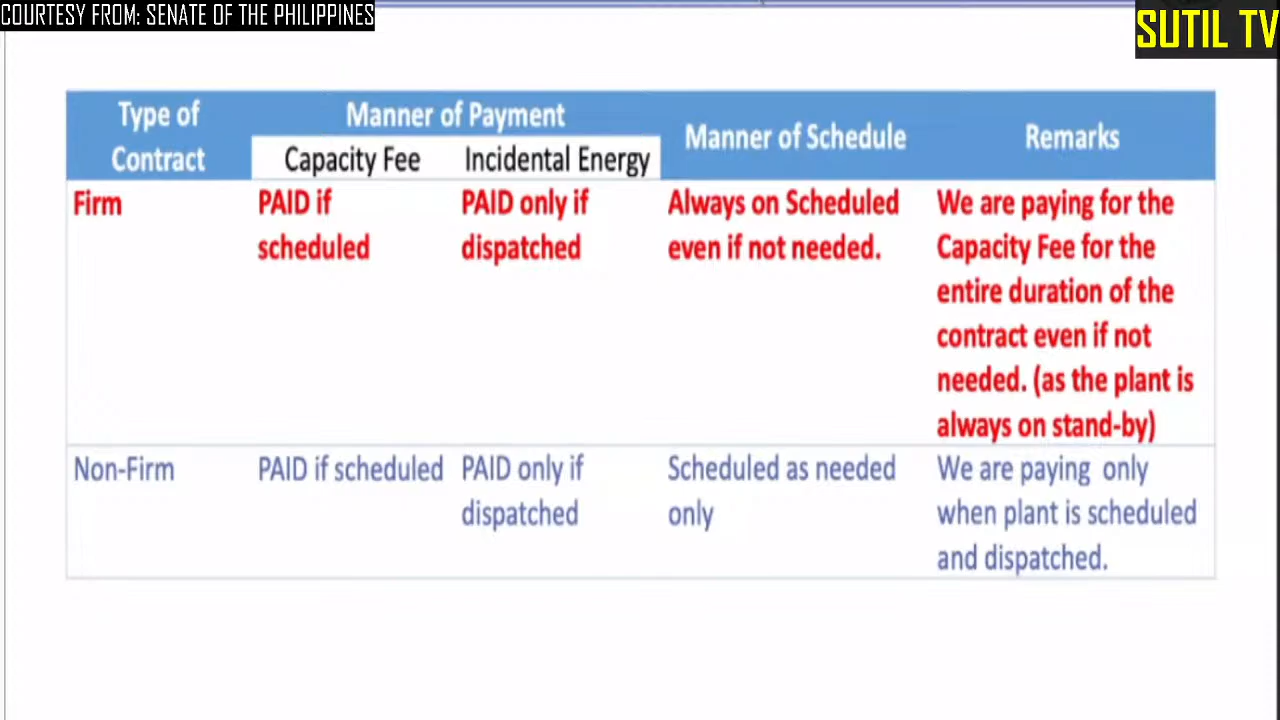 COURTESY FROM: SENATE OF THE PHILIPPINES
SUTIL TV
Type of Contract
Manner of Payment
Capacity Fee
Incidental Energy
Manner of Schedule
Remarks
Firm
PAID if
scheduled
PAID only if
dispatched
Always on Scheduled
even if not needed.
We are paying for the
Capacity Fee for the
entire duration of the
contract even if not
needed. (as the plant is
always on stand-by)
Non-Firm
PAID if scheduled
PAID only if
dispatched
Scheduled as needed
only
We are paying only
when plant is scheduled
and dispatched.